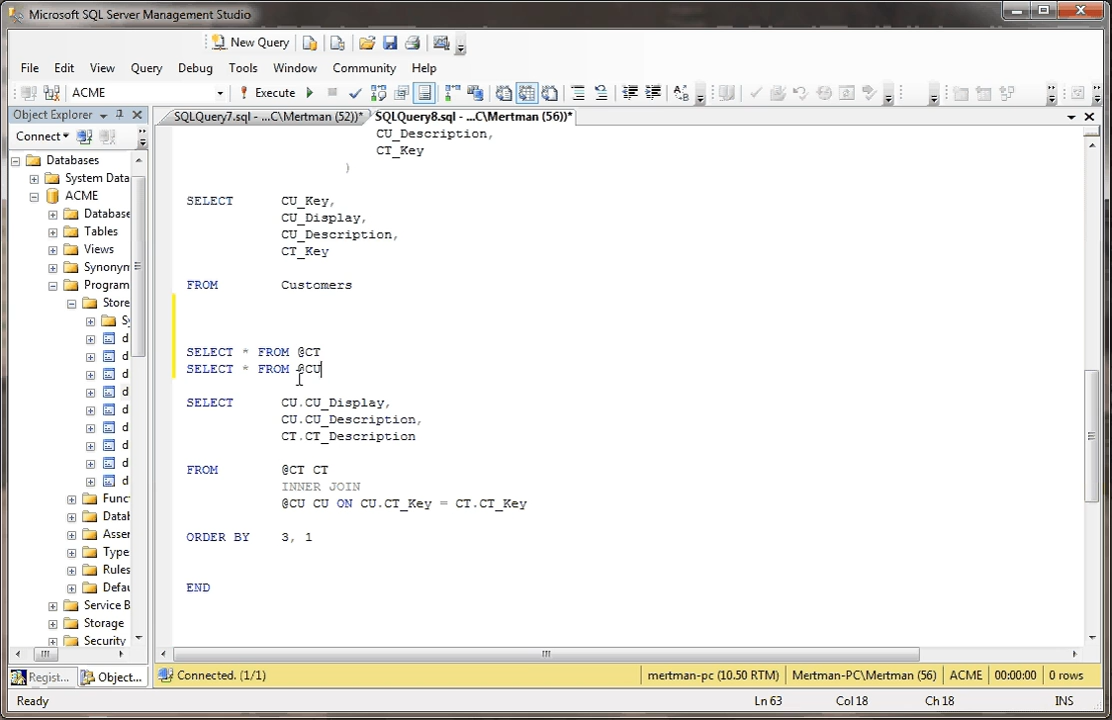 Microsoft SQL Server Management Studio
New Query
File Edit View Query Debug Tools Window Community Help
ACME
Execute
Object Explorer
SQLQuery7.sql - ...C\Mertman (52))*
SQLQuery8.sql - ...C\Mertman (56))*
Connect
Databases
System Data
ACME
Database
Tables
Views
Synonym
Program
Store
Sy
d
d
d
d
d
d
d
d
d
Func
Datab
Asser
Type
Rules
Defau
Service B
Storage
Security
CU_Description,
CT_Key
)
SELECT CU_Key,
CU_Display,
CU_Description,
CT_Key
FROM Customers
SELECT * FROM @CT
SELECT * FROM @CU
SELECT CU.CU_Display,
CU.CU_Description,
CT.CT_Description
FROM @CT CT
INNER JOIN
@CU CU ON CU.CT_Key = CT.CT_Key
ORDER BY 3, 1
END
Regist... Object...
Connected. (1/1) mertman-pc (10.50 RTM) Mertman-PC\Mertman (56) ACME 00:00:00 0 rows
Ready Ln 63 Col 18 Ch 18 INS